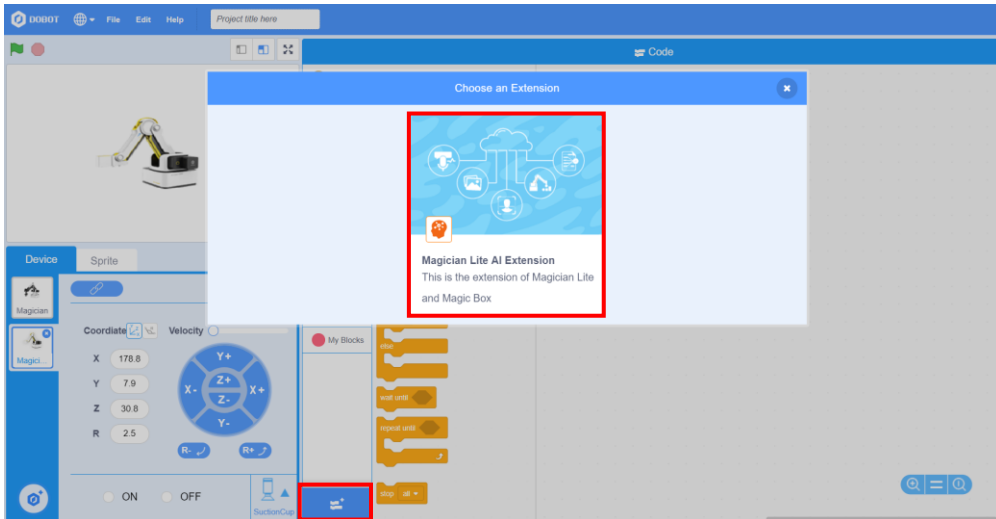 DOBOT File Edit Help Project title here
Code
Choose an Extension
Magician Lite AI Extension
This is the extension of Magician Lite
and Magic Box
Device Sprite
Magician
Magici...
Coordiate Velocity
X 178.8
Y 7.9
Z 30.8
R 2.5
Y+
X- Z+ X+
Z-
Y-
R- R+
ON OFF
SuctionCup
My Blocks
else
wait until
repeat until
stop all